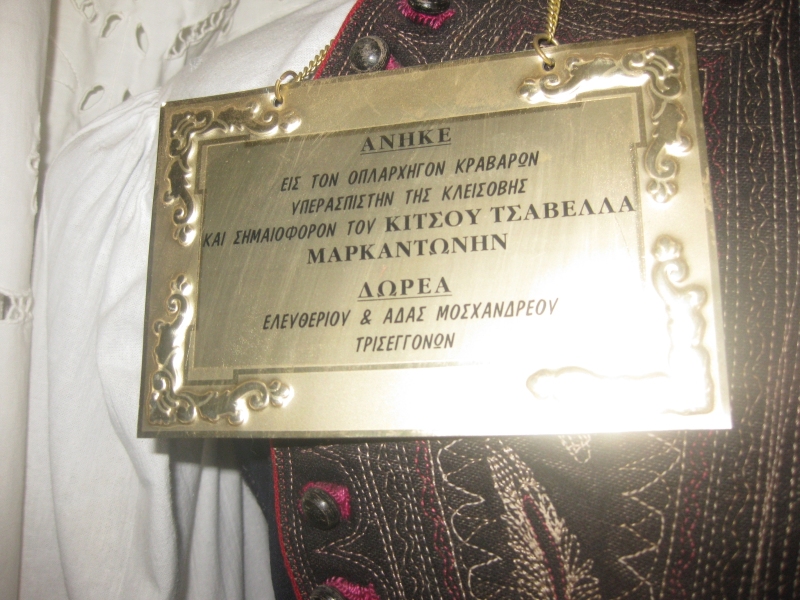 ΑΝΗΚΕ
ΕΙΣ ΤΟΝ ΟΠΛΑΡΧΗΓΟΝ ΚΡΑΒΑΡΩΝ
ΥΠΕΡΑΣΠΙΣΤΗΝ ΤΗΣ ΚΛΕΙΣΟΒΗΣ
ΚΑΙ ΣΗΜΑΙΟΦΟΡΟΝ ΤΟΥ ΚΙΤΣΟΥ ΤΣΑΒΕΛΛΑ
ΜΑΡΚΑΝΤΩΝΗΝ
ΔΩΡΕΑ
ΕΛΕΥΘΕΡΙΟΥ & ΑΔΑΣ ΜΟΣΧΑΝΔΡΕΟΥ
ΤΡΙΣΕΓΓΟΝΩΝ